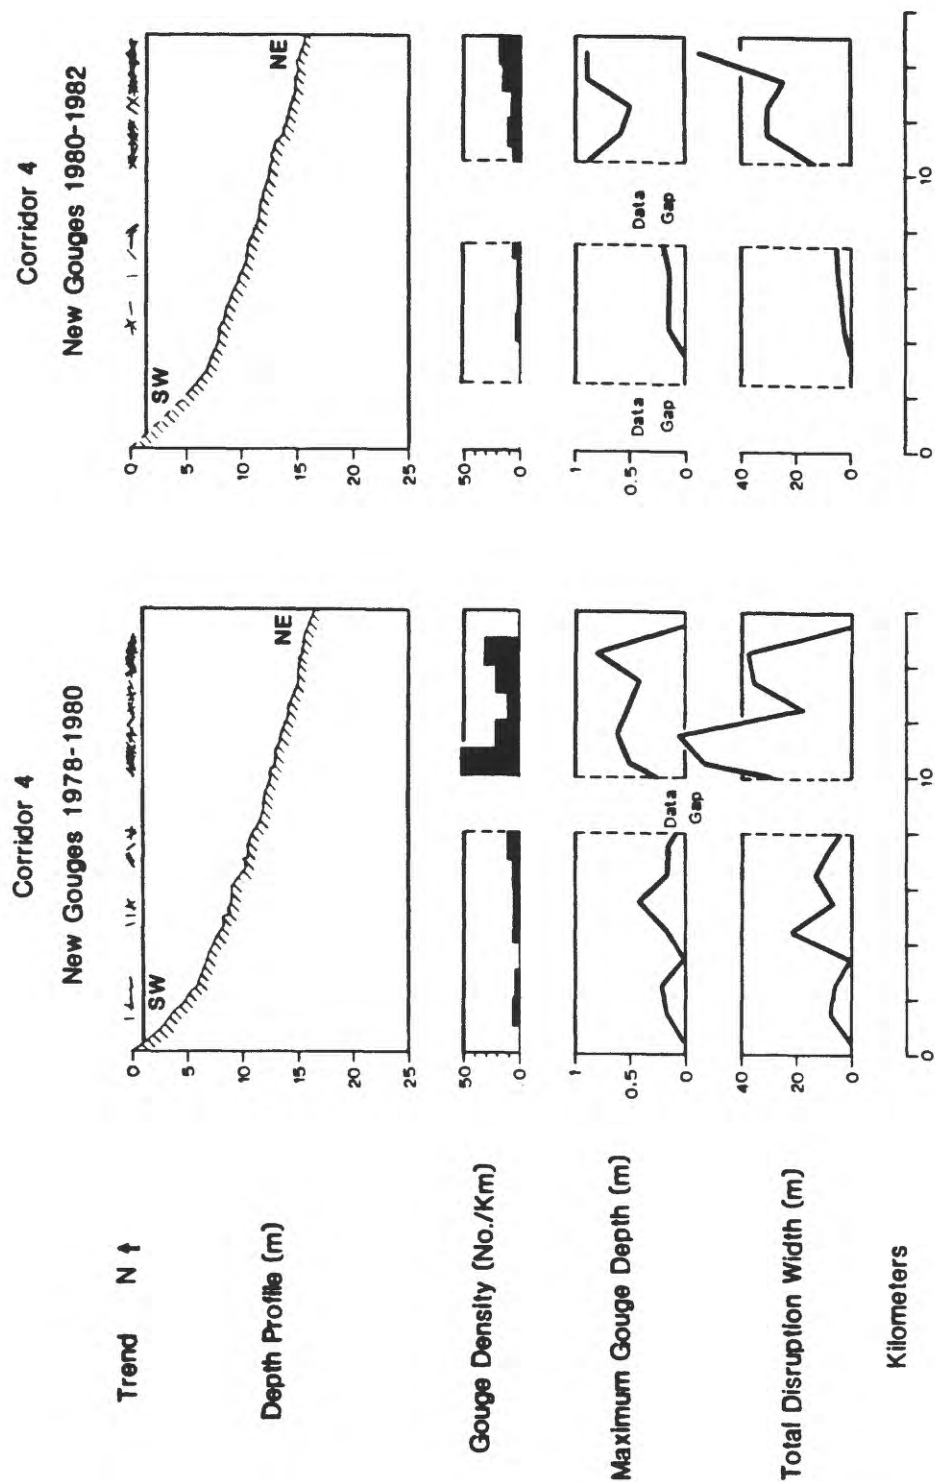 Corridor 4
New Gouges 1978-1980
Corridor 4
New Gouges 1980-1982
Trend N
Depth Profile (m)
0
5
10
15
20
25
SW
NE
0
5
10
15
20
25
SW
NE
Gouge Density (No./Km)
50
0
50
0
Maximum Gouge Depth (m)
1
0.5
0
Data
Gap
1
0.5
0
Data
Gap
Data
Gap
Total Disruption Width (m)
40
20
0
40
20
0
Kilometers
0
10
0
10